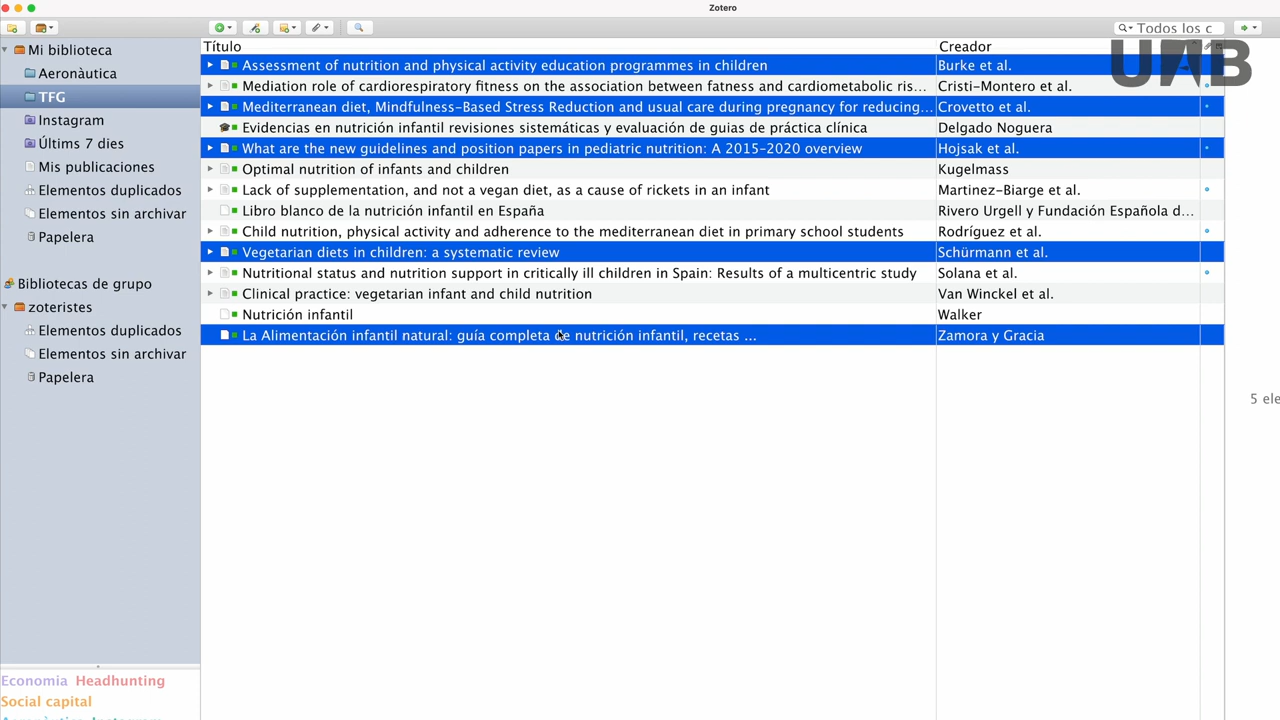 Zotero
Todos los c
UAB
Mi biblioteca
Aeronàutica
TFG
Instagram
Últims 7 dies
Mis publicaciones
Elementos duplicados
Elementos sin archivar
Papelera
Bibliotecas de grupo
zoteristes
Elementos duplicados
Elementos sin archivar
Papelera
Economia Headhunting
Social capital
Título Creador
Assessment of nutrition and physical activity education programmes in children Burke et al.
Mediation role of cardiorespiratory fitness on the association between fatness and cardiometabolic ris... Cristi-Montero et al.
Mediterranean diet, Mindfulness-Based Stress Reduction and usual care during pregnancy for reducing... Crovetto et al.
Evidencias en nutrición infantil revisiones sistemáticas y evaluación de guias de práctica clínica Delgado Noguera
What are the new guidelines and position papers in pediatric nutrition: A 2015-2020 overview Hojsak et al.
Optimal nutrition of infants and children Kugelmass
Lack of supplementation, and not a vegan diet, as a cause of rickets in an infant Martinez-Biarge et al.
Libro blanco de la nutrición infantil en España Rivero Urgell y Fundación Española d...
Child nutrition, physical activity and adherence to the mediterranean diet in primary school students Rodríguez et al.
Vegetarian diets in children: a systematic review Schürmann et al.
Nutritional status and nutrition support in critically ill children in Spain: Results of a multicentric study Solana et al.
Clinical practice: vegetarian infant and child nutrition Van Winckel et al.
Nutrición infantil Walker
La Alimentación infantil natural: guía completa de nutrición infantil, recetas ... Zamora y Gracia
5 ele